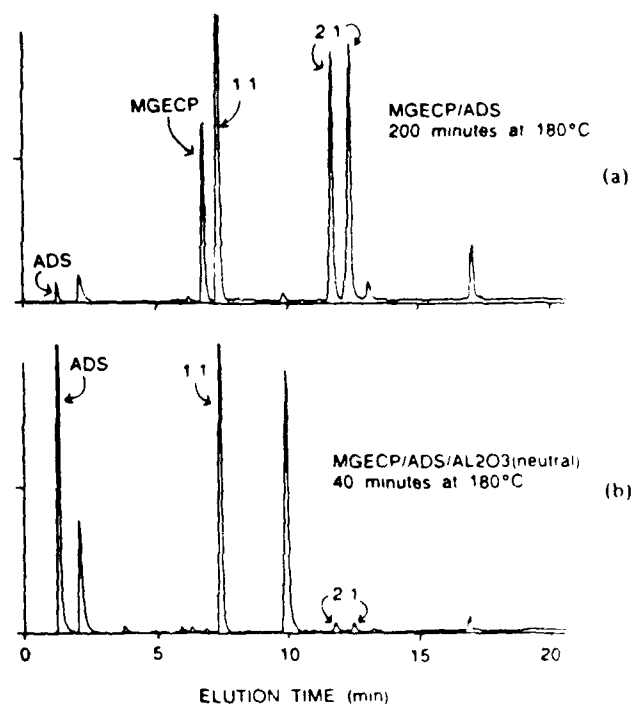 2 1
MGECP
1 1
MGECP/ADS
200 minutes at 180°C
(a)
ADS
ADS
1 1
MGECP/ADS/AL2O3(neutral)
40 minutes at 180°C
(b)
2 1
0 5 10 15 20
ELUTION TIME (min)